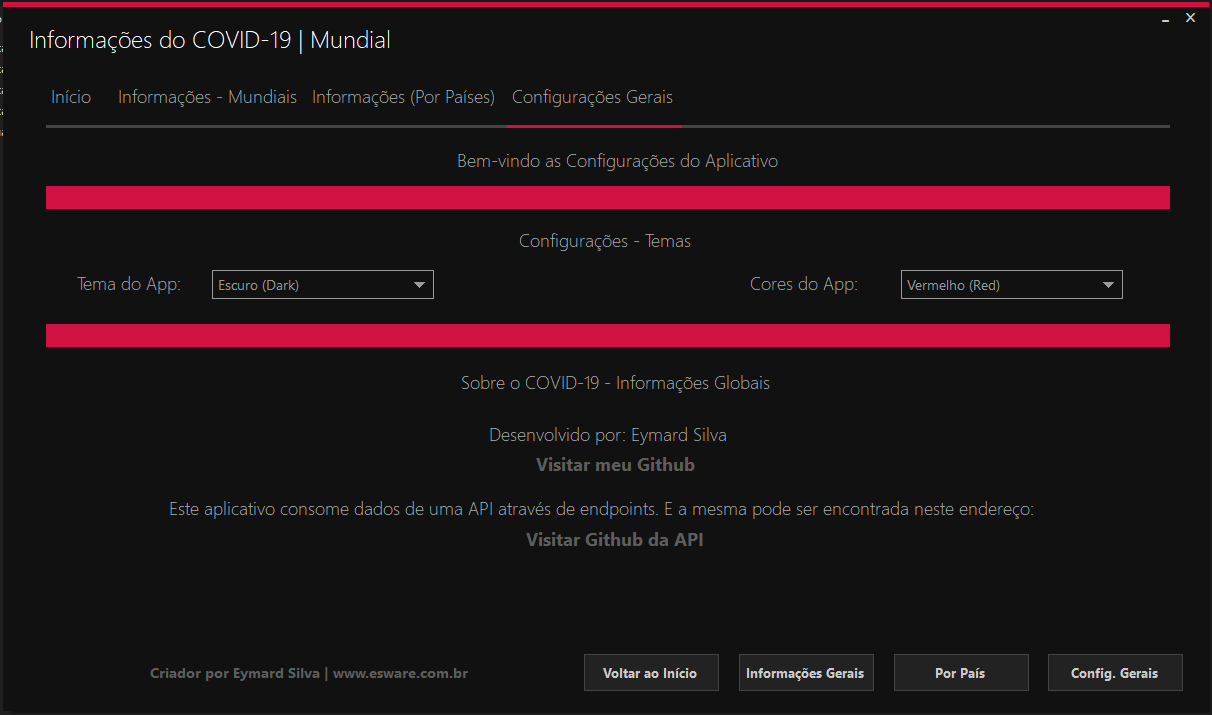 Informações do COVID-19 | Mundial
Início Informações - Mundiais Informações (Por Países) Configurações Gerais
Bem-vindo as Configurações do Aplicativo
Configurações - Temas
Tema do App: Escuro (Dark) Cores do App: Vermelho (Red)
Sobre o COVID-19 - Informações Globais
Desenvolvido por: Eymard Silva
Visitar meu Github
Este aplicativo consome dados de uma API através de endpoints. E a mesma pode ser encontrada neste endereço:
Visitar Github da API
Criador por Eymard Silva | www.esware.com.br Voltar ao Início Informações Gerais Por País Config. Gerais